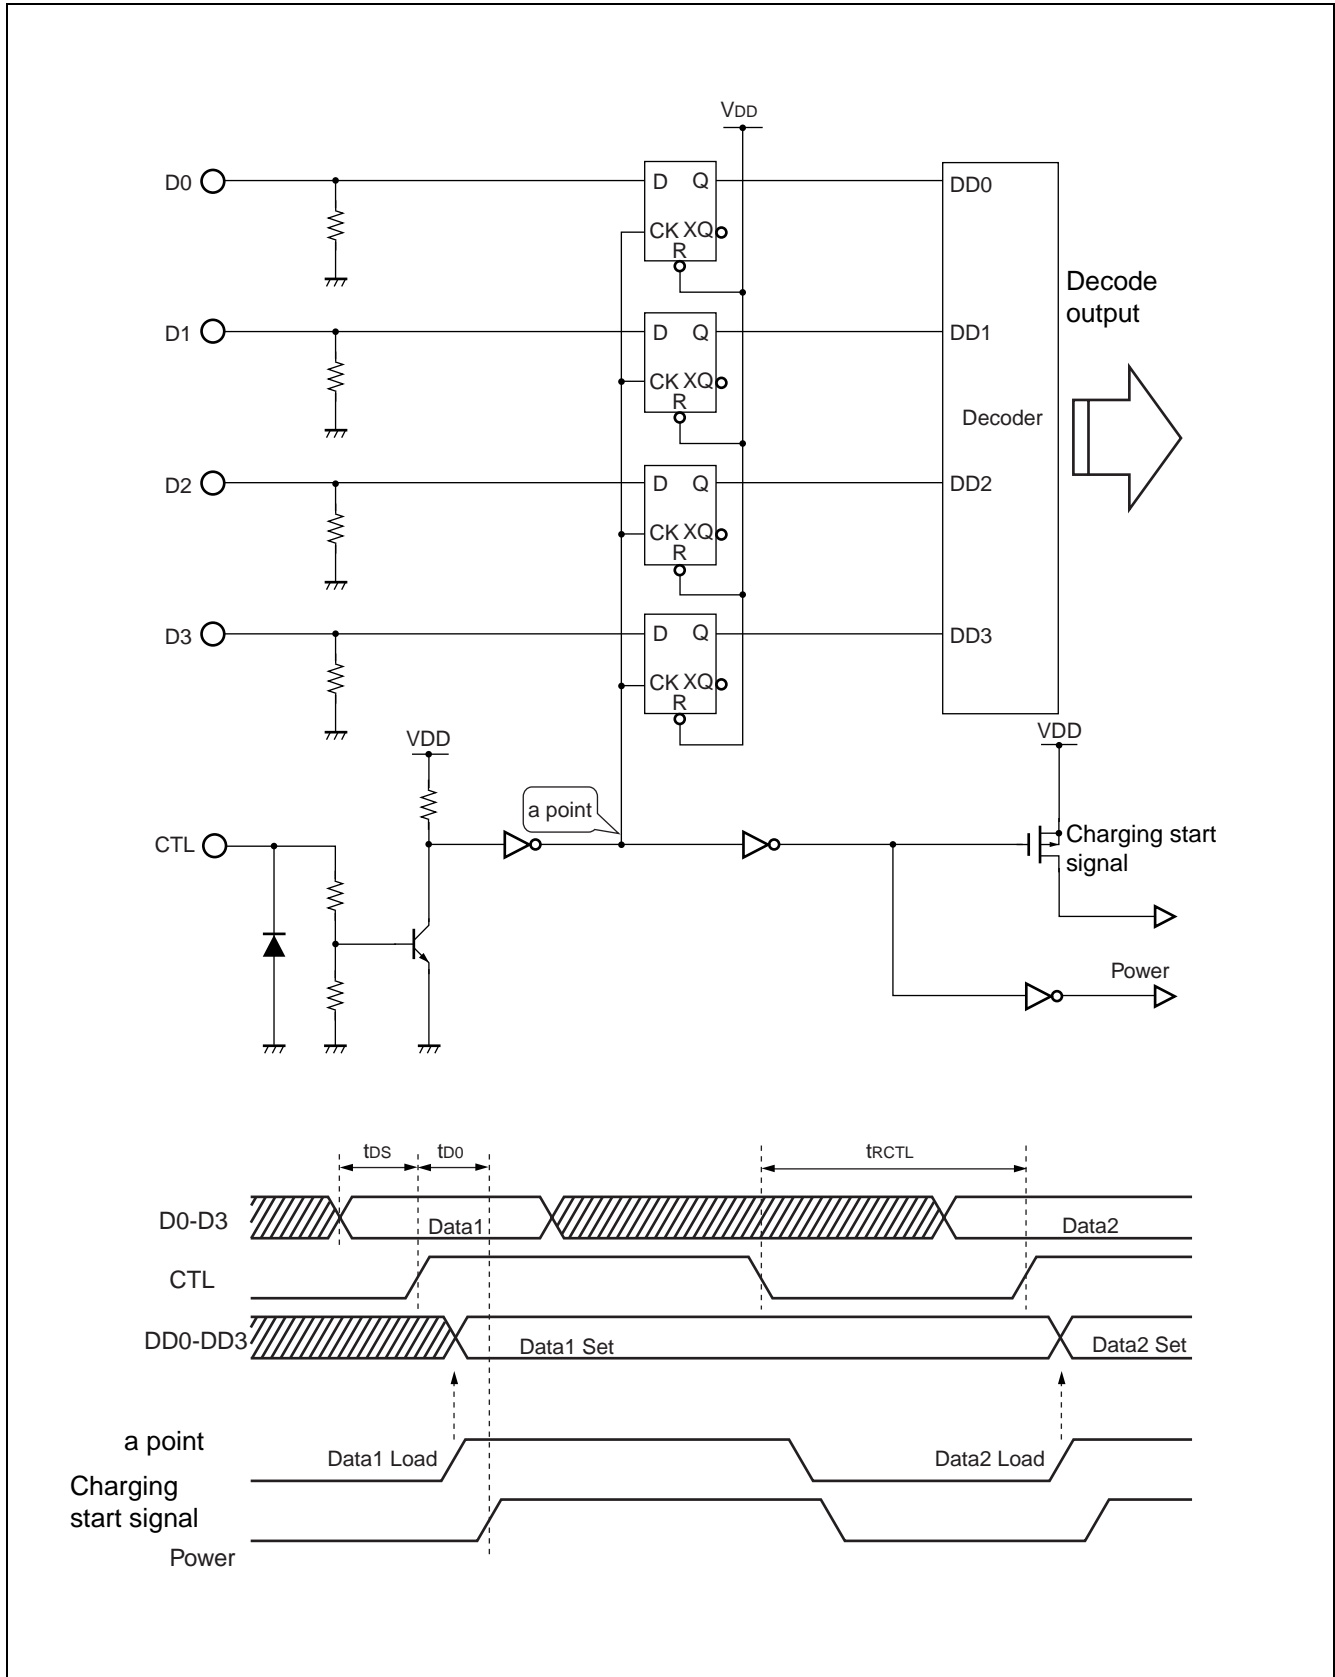 VDD
D0
D Q
CK XQ
R
DD0
Decode
output
D1
D Q
CK XQ
R
DD1
Decoder
D2
D Q
CK XQ
R
DD2
D3
D Q
CK XQ
R
DD3
VDD
VDD
a point
CTL
Charging start
signal
Power
tDS
tD0
tRCTL
D0-D3
Data1
Data2
CTL
DD0-DD3
Data1 Set
Data2 Set
a point
Data1 Load
Data2 Load
Charging
start signal
Power